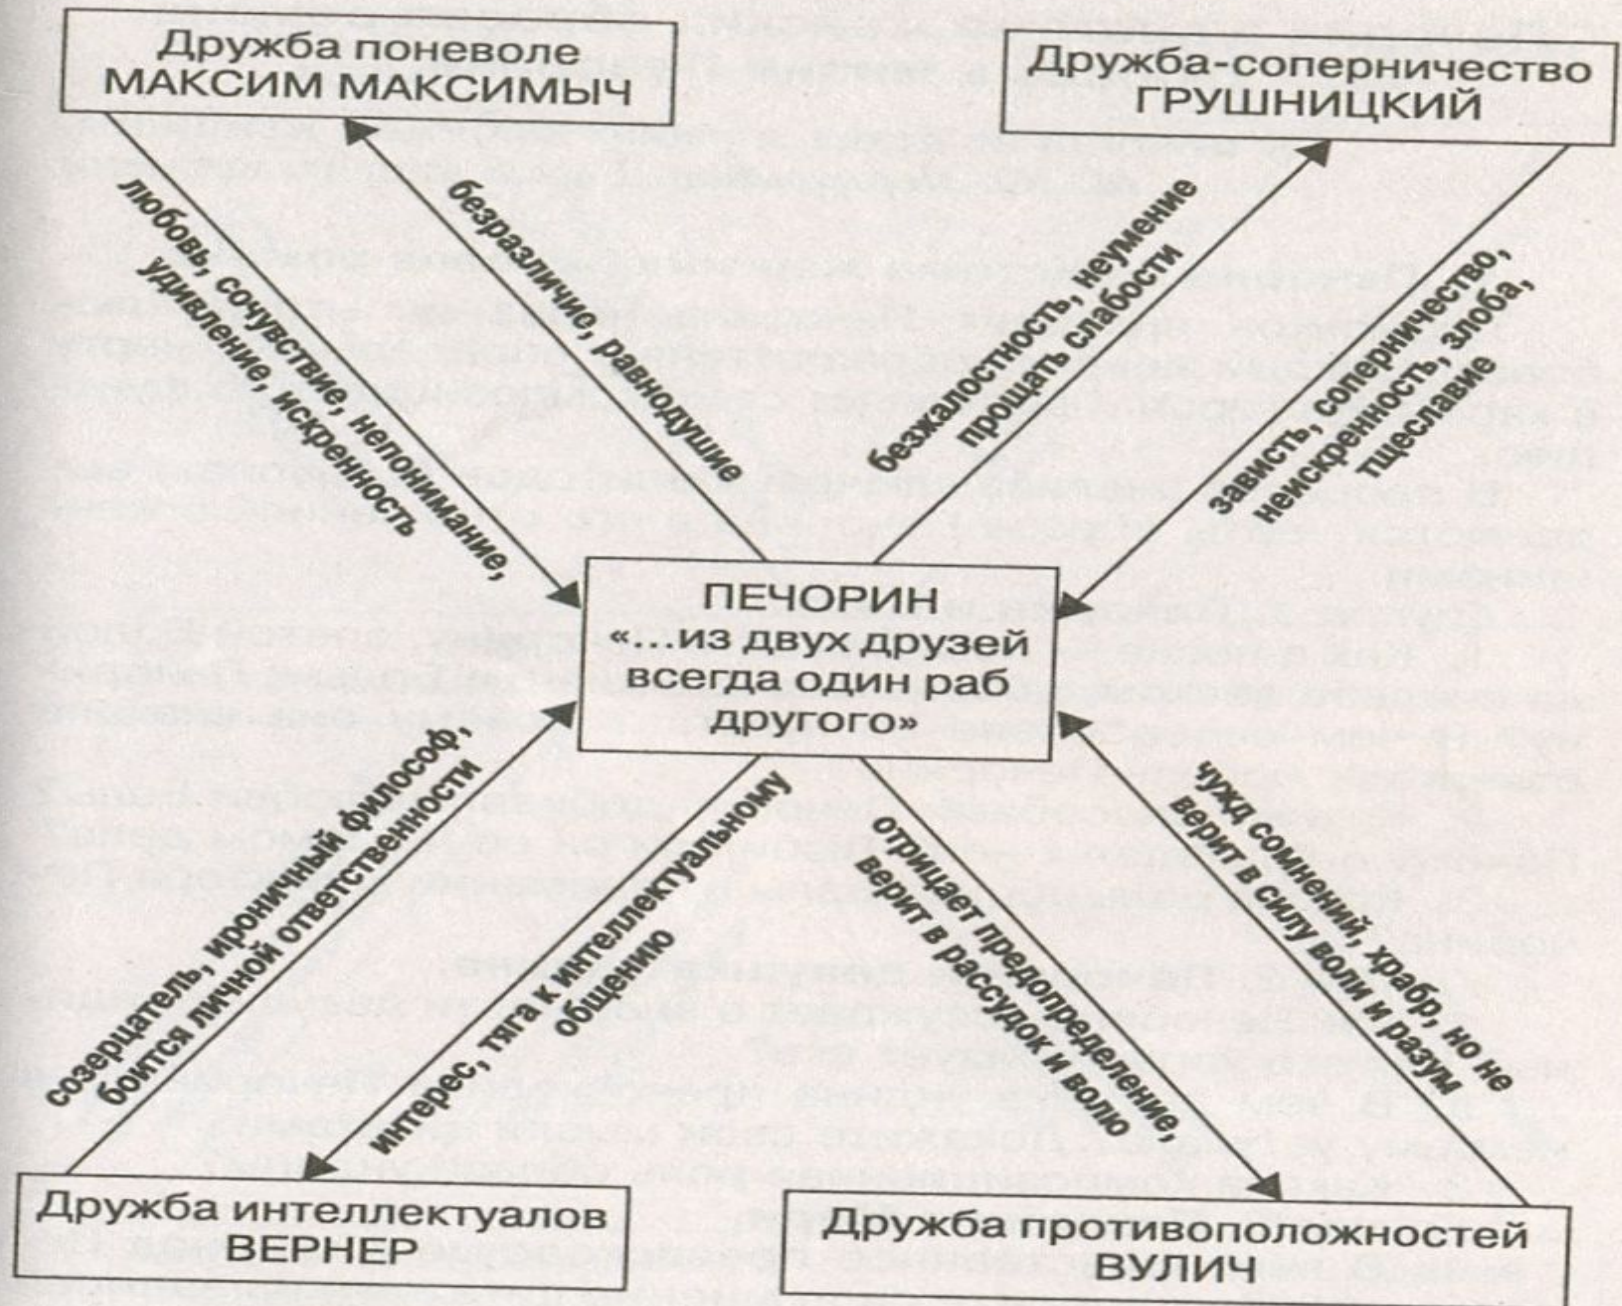 Дружба поневоле
МАКСИМ МАКСИМЫЧ
Дружба-соперничество
ГРУШНИЦКИЙ
любовь, сочувствие, непонимание,
удивление, искренность
безразличие, равнодушие
безжалостность, неумение
прощать слабости
зависть, соперничество,
неискренность, злоба,
тщеславие
ПЕЧОРИН
«...из двух друзей
всегда один раб
другого»
созерцатель, ироничный философ,
боится личной ответственности
интерес, тяга к интеллектуальному
общению
отрицает предопределение,
верит в рассудок и волю
чужд сомнений, храбр, но не
верит в силу воли и разум
Дружба интеллектуалов
ВЕРНЕР
Дружба противоположностей
ВУЛИЧ